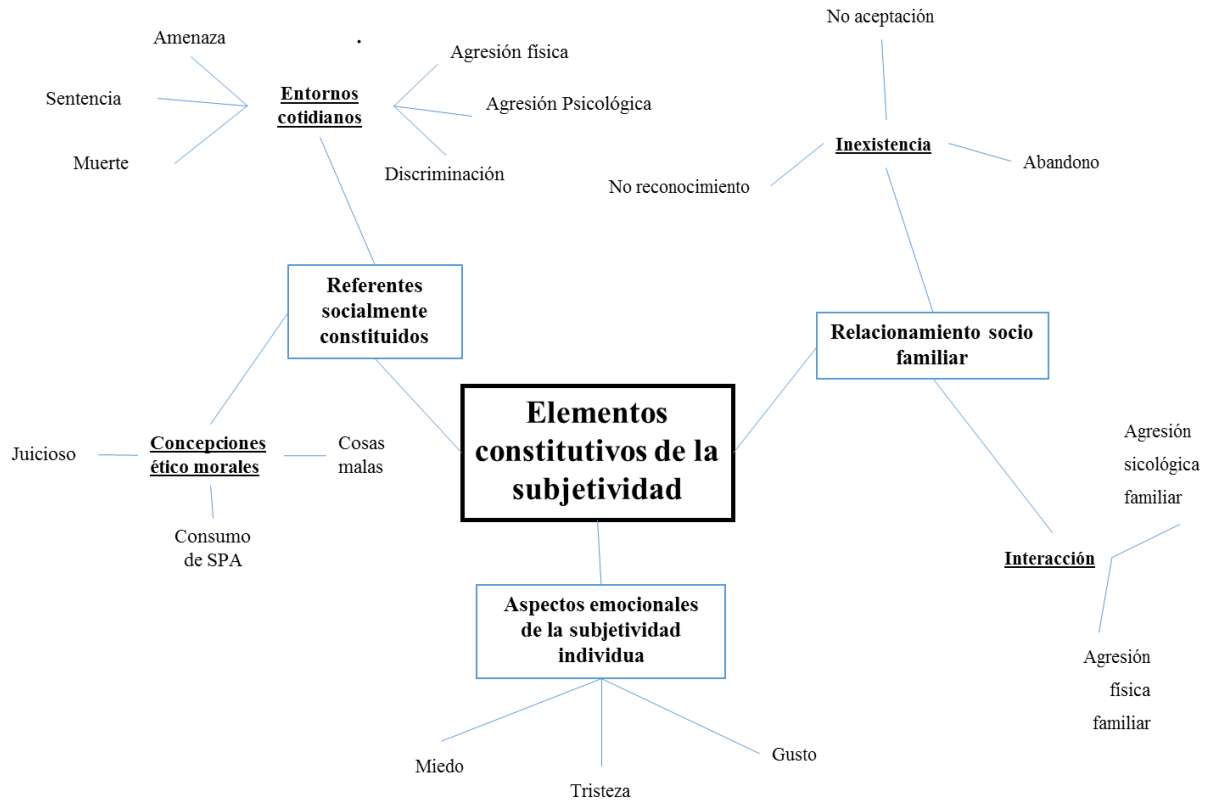 No aceptación
Amenaza
.
Agresión física
Sentencia
Entornos
cotidianos
Agresión Psicológica
Muerte
Discriminación
Inexistencia
Abandono
No reconocimiento
Referentes
socialmente
constituidos
Relacionamiento socio
familiar
Elementos
constitutivos de la
subjetividad
Juicioso
Concepciones
ético morales
Cosas
malas
Consumo
de SPA
Agresión
sicológica
familiar
Interacción
Agresión
física
familiar
Aspectos emocionales
de la subjetividad
individua
Miedo
Tristeza
Gusto